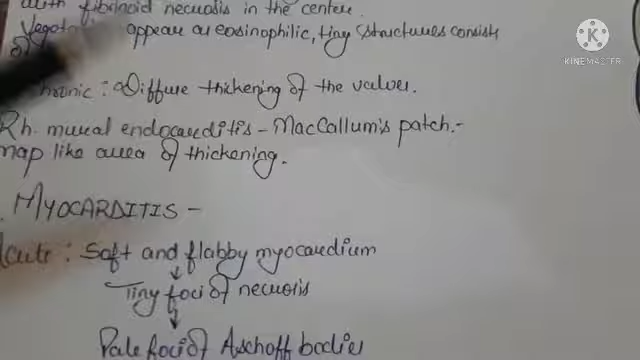 with fibrinoid necrosis in the center.
appear as eosinophilic, tiny structures consists
of
chronic: Diffuse thickening of the valves.
Rh. mural endocarditis - MacCallum's patch.-
map like area of thickening.
MYOCARDITIS -
Acute: Soft and flabby myocardium
Tiny foci of necrosis
Pale foci of Aschoff bodies
K
KINEMASTER